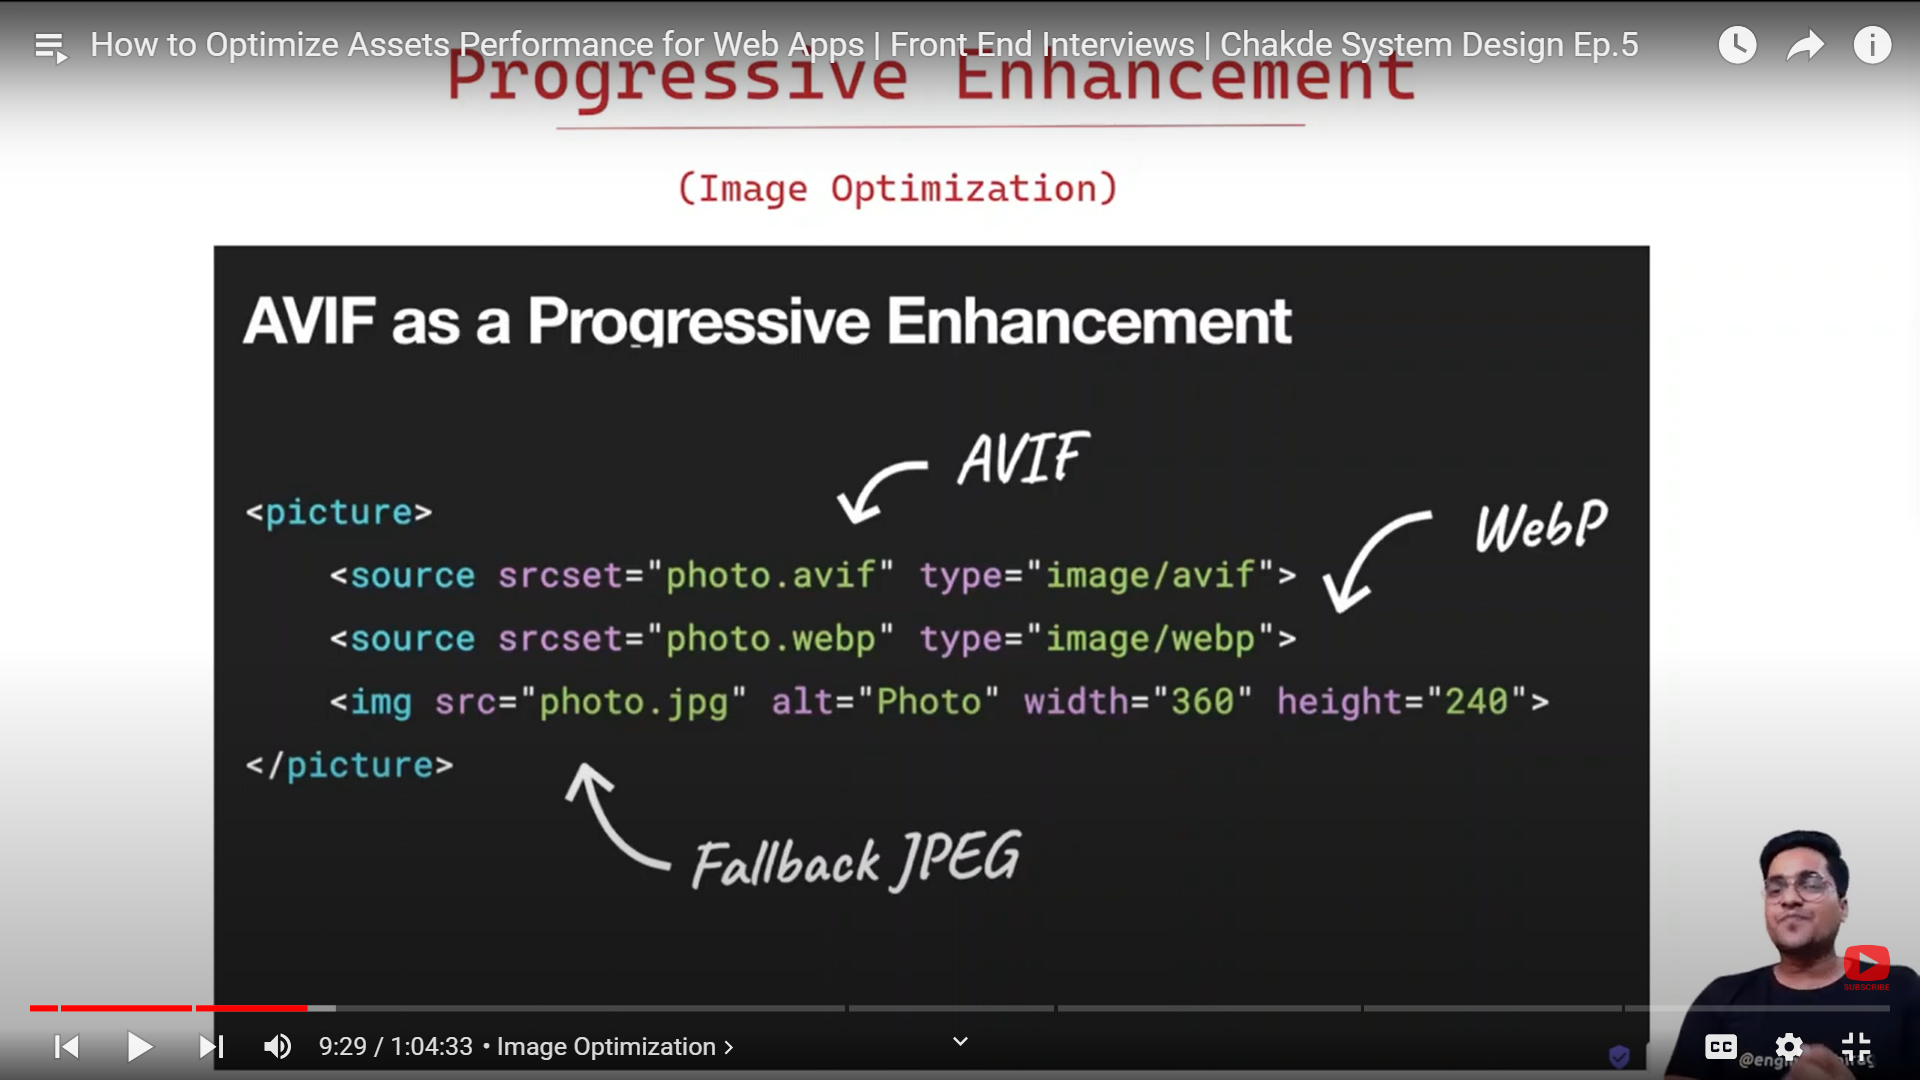 How to Optimize Assets Performance for Web Apps | Front End Interviews | Chakde System Design Ep.5
Progressive Enhancement
(Image Optimization)
AVIF as a Progressive Enhancement
AVIF
WebP
<picture>
<source srcset="photo.avif" type="image/avif">
<source srcset="photo.webp" type="image/webp">
<img src="photo.jpg" alt="Photo" width="360" height="240">
</picture>
Fallback JPEG
SUBSCRIBE
9:29 / 1:04:33 • Image Optimization >
CC